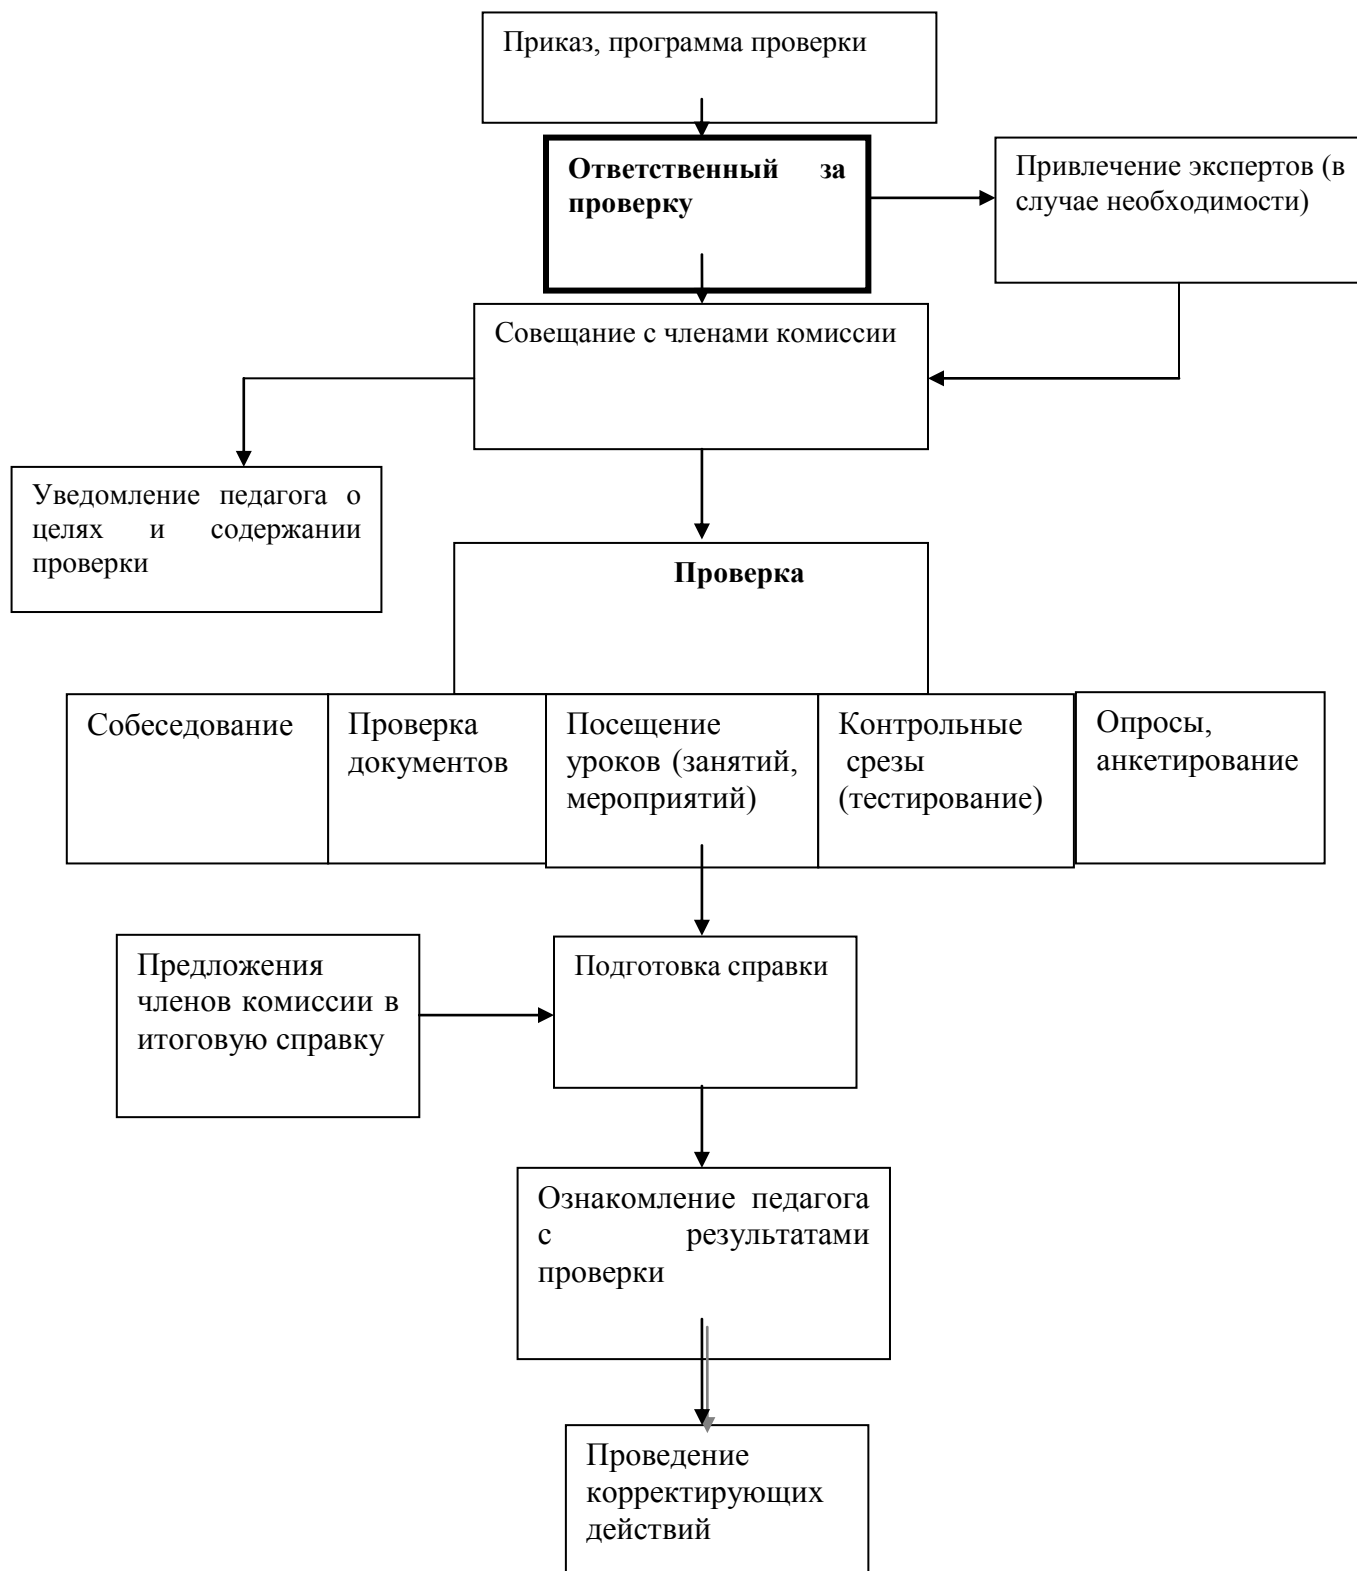 Приказ, программа проверки
Ответственный за
проверку
Привлечение экспертов (в
случае необходимости)
Совещание с членами комиссии
Уведомление педагога о
целях и содержании
проверки
Проверка
Собеседование
Проверка
документов
Посещение
уроков (занятий,
мероприятий)
Контрольные
срезы
(тестирование)
Опросы,
анкетирование
Предложения
членов комиссии в
итоговую справку
Подготовка справки
Ознакомление педагога
с результатами
проверки
Проведение
корректирующих
действий